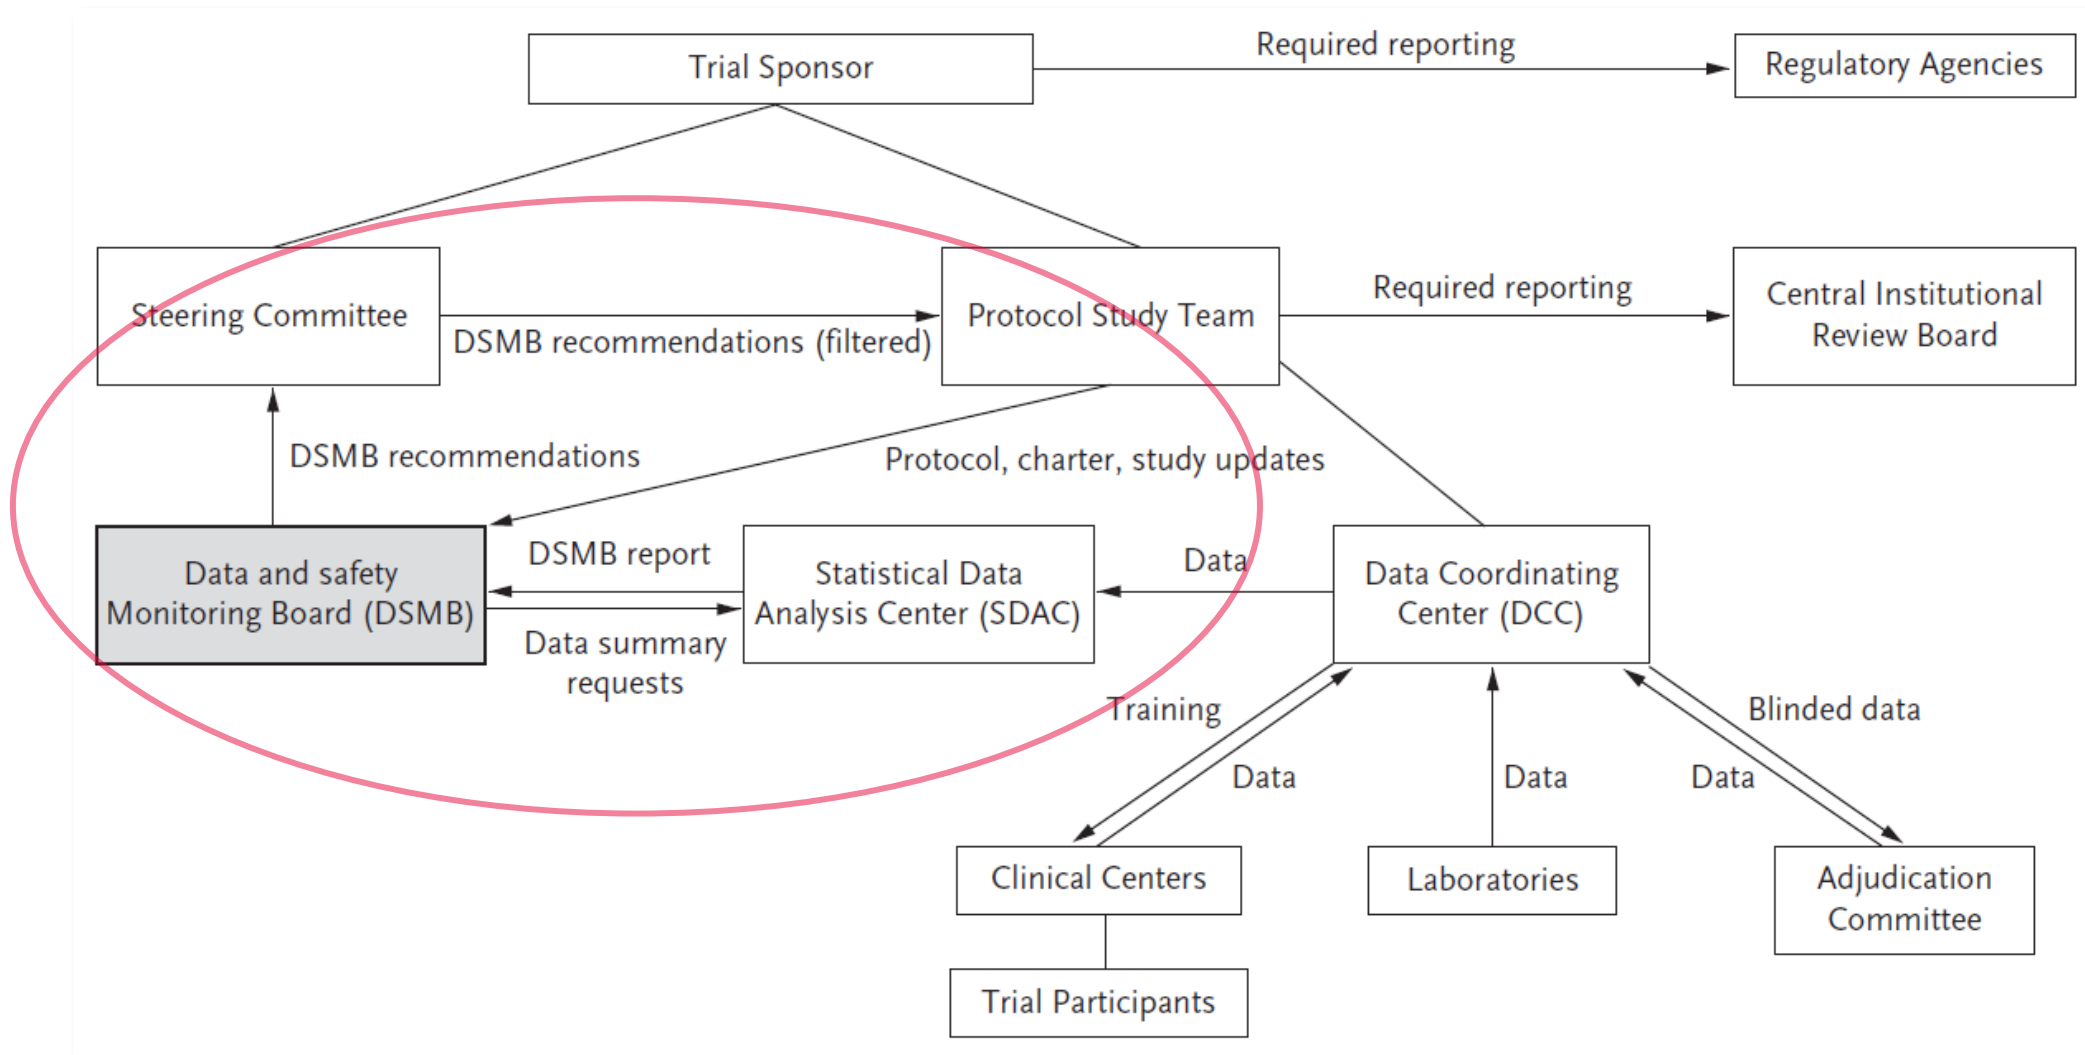 Trial Sponsor
Required reporting
Regulatory Agencies
Steering Committee
DSMB recommendations (filtered)
Protocol Study Team
Required reporting
Central Institutional
Review Board
DSMB recommendations
Protocol, charter, study updates
Data and safety
Monitoring Board (DSMB)
DSMB report
Data summary
requests
Statistical Data
Analysis Center (SDAC)
Data
Data Coordinating
Center (DCC)
Training
Data
Data
Data
Blinded data
Clinical Centers
Laboratories
Adjudication
Committee
Trial Participants